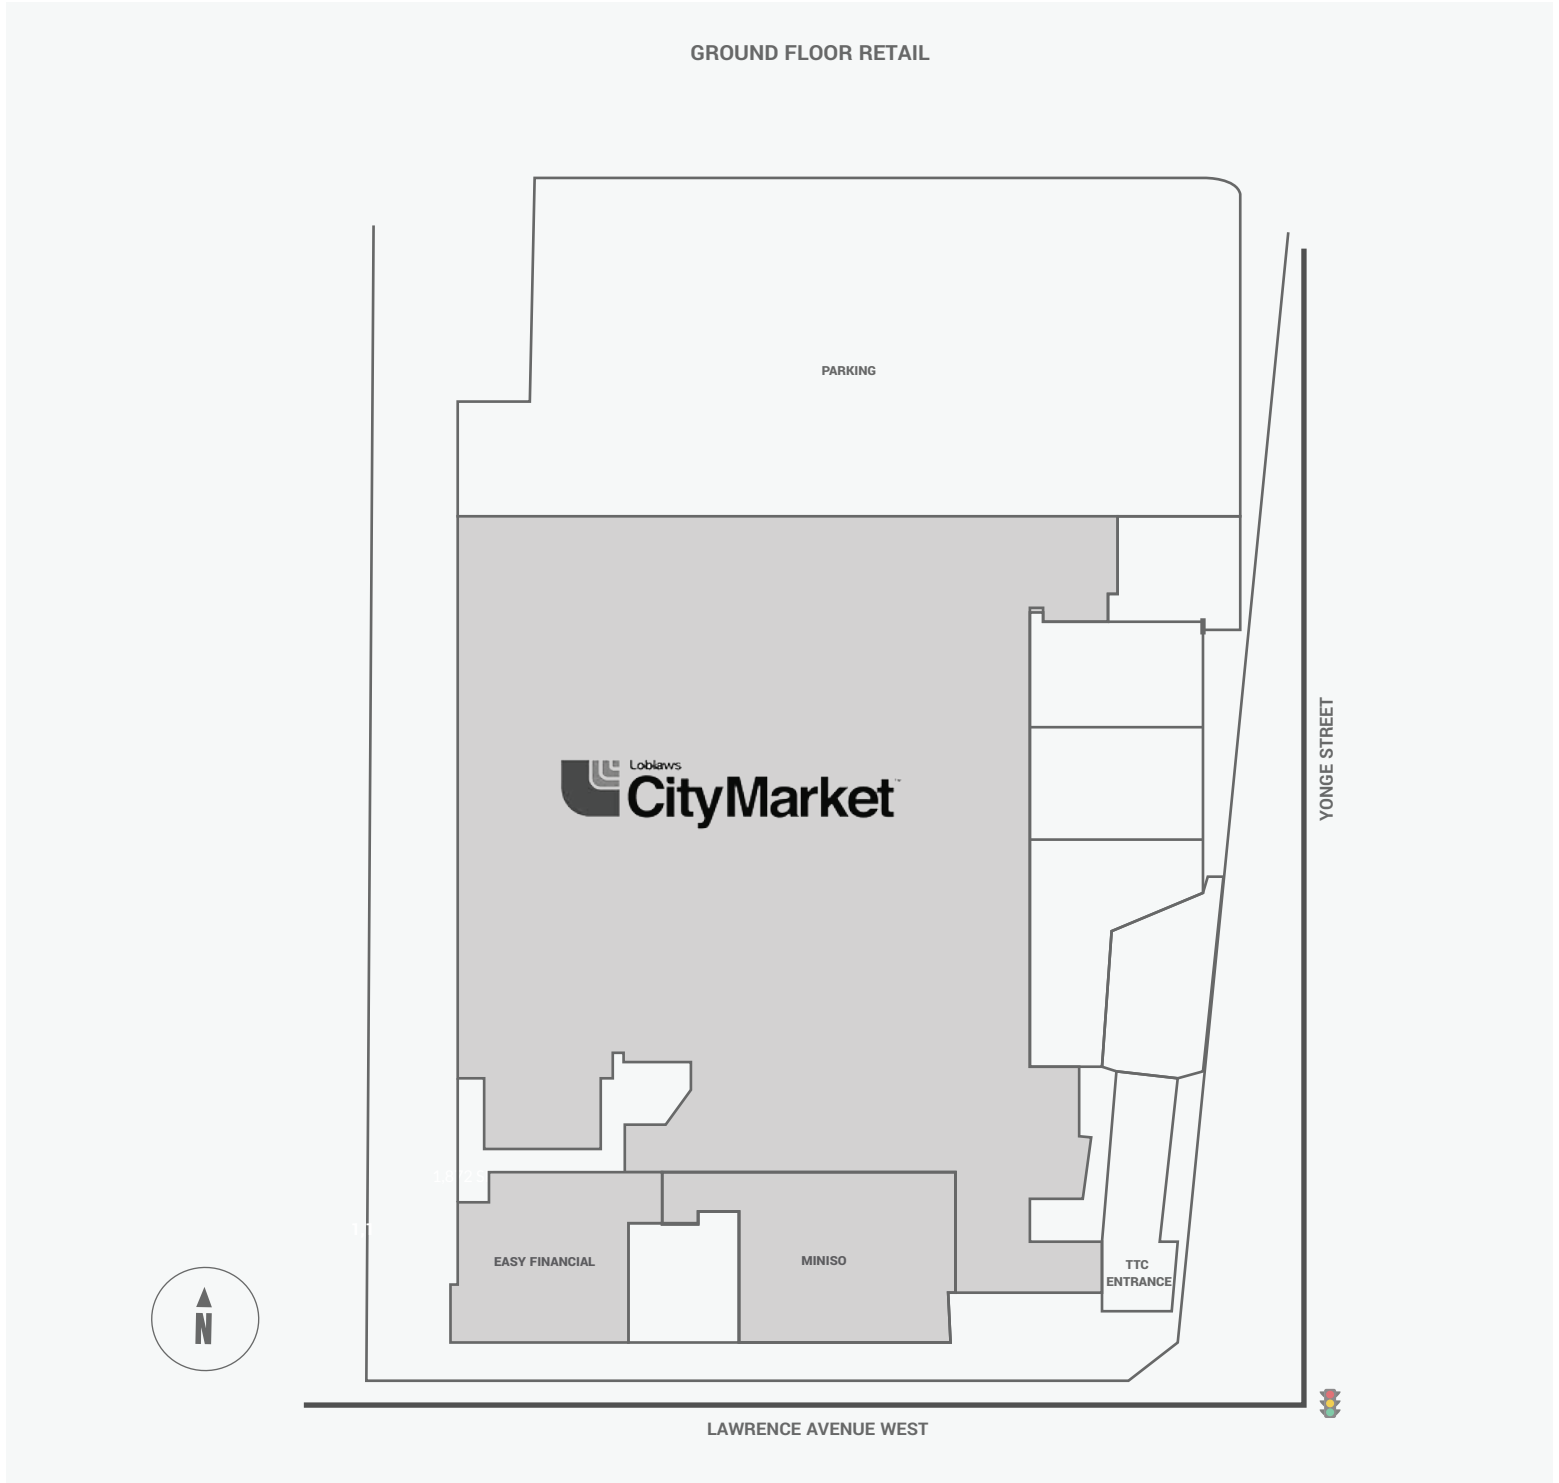 GROUND FLOOR RETAIL
PARKING
YONGE STREET
Loblaws
CityMarket
EASY FINANCIAL
MINISO
TTC
ENTRANCE
N
LAWRENCE AVENUE WEST